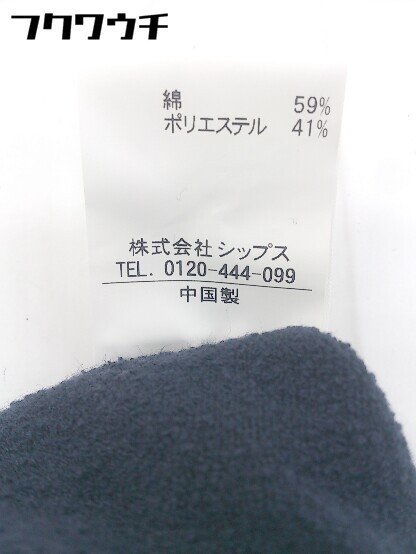 フクワウチ
綿 59%
ポリエステル 41%
株式会社 シップス
TEL. 0120-444-099
中国製